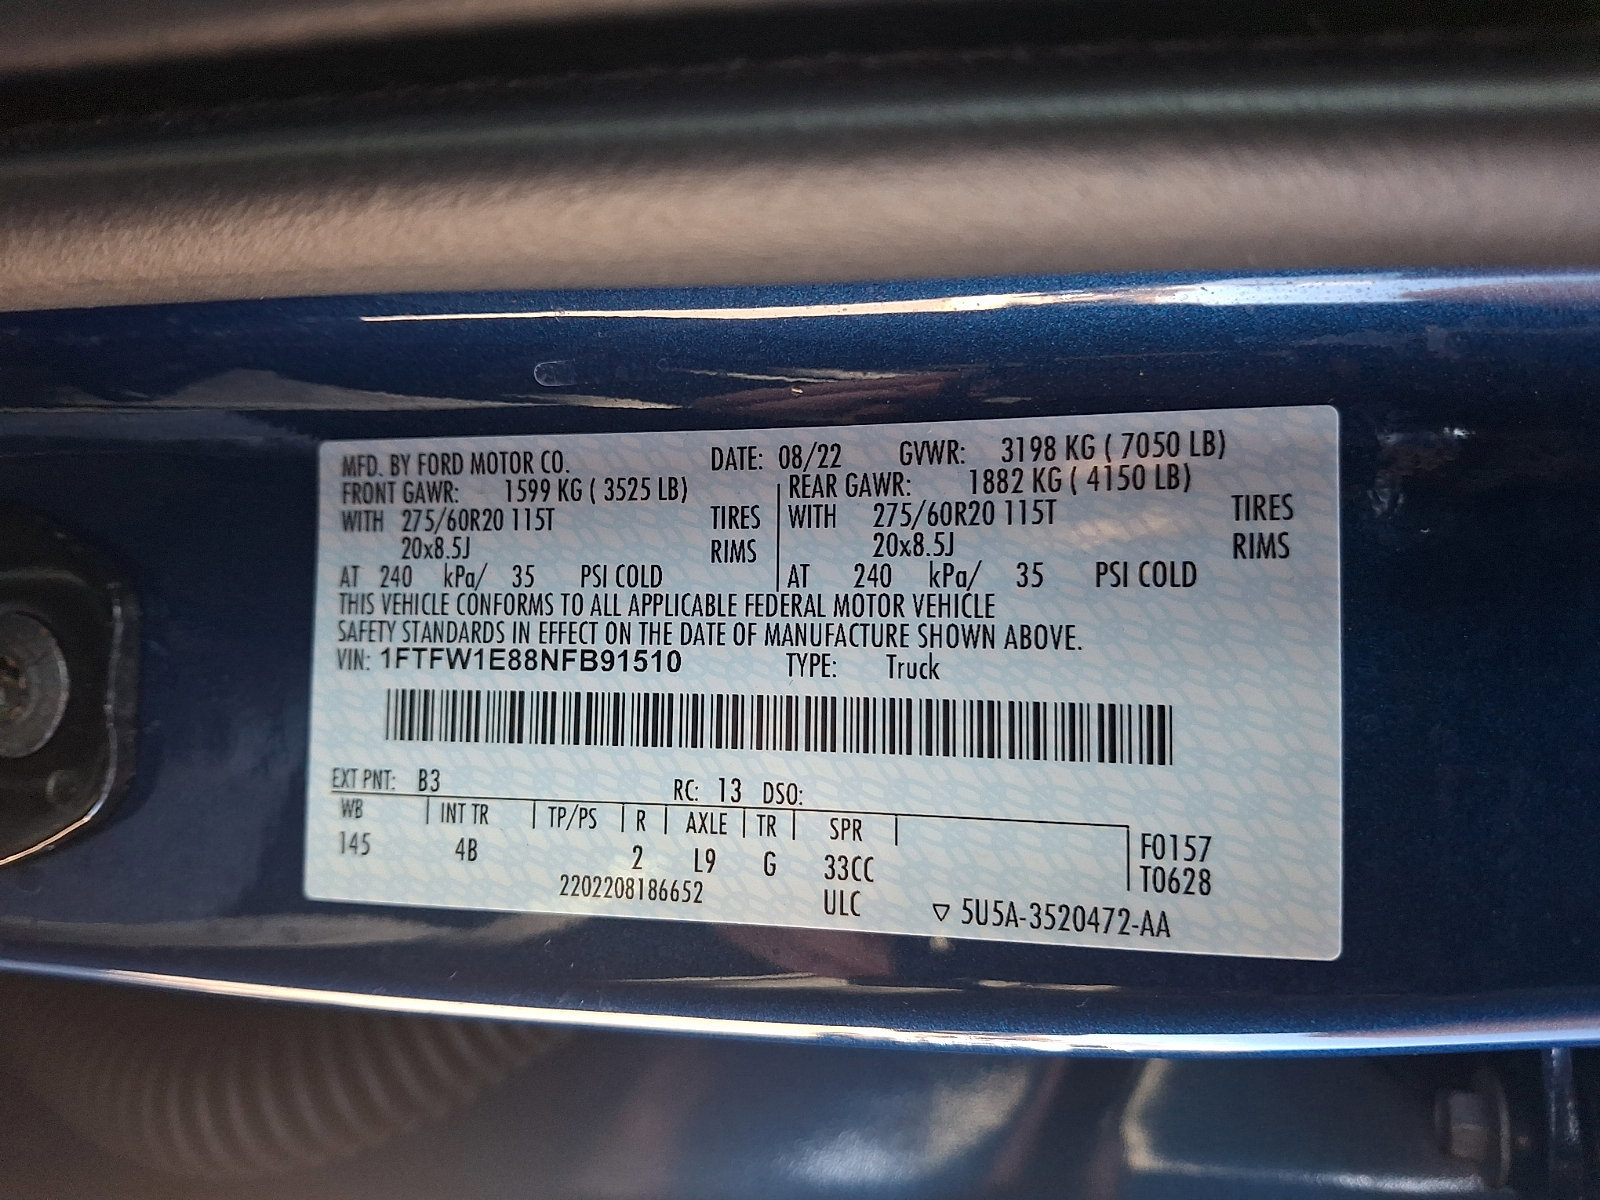 MFD. BY FORD MOTOR CO. DATE: 08/22 GVWR: 3198 KG ( 7050 LB)
FRONT GAWR: 1599 KG ( 3525 LB) REAR GAWR: 1882 KG ( 4150 LB)
WITH 275/60R20 115T TIRES WITH 275/60R20 115T TIRES
20x8.5J RIMS 20x8.5J RIMS
AT 240 kPa/ 35 PSI COLD AT 240 kPa/ 35 PSI COLD
THIS VEHICLE CONFORMS TO ALL APPLICABLE FEDERAL MOTOR VEHICLE
SAFETY STANDARDS IN EFFECT ON THE DATE OF MANUFACTURE SHOWN ABOVE.
VIN: 1FTFW1E88NFB91510 TYPE: Truck
EXT PNT: B3 RC: 13 DSO:
WB INT TR TP/PS R AXLE TR SPR
145 4B 2 L9 G 33CC
F0157
T0628
2202208186652 ULC ▽ 5U5A-3520472-AA